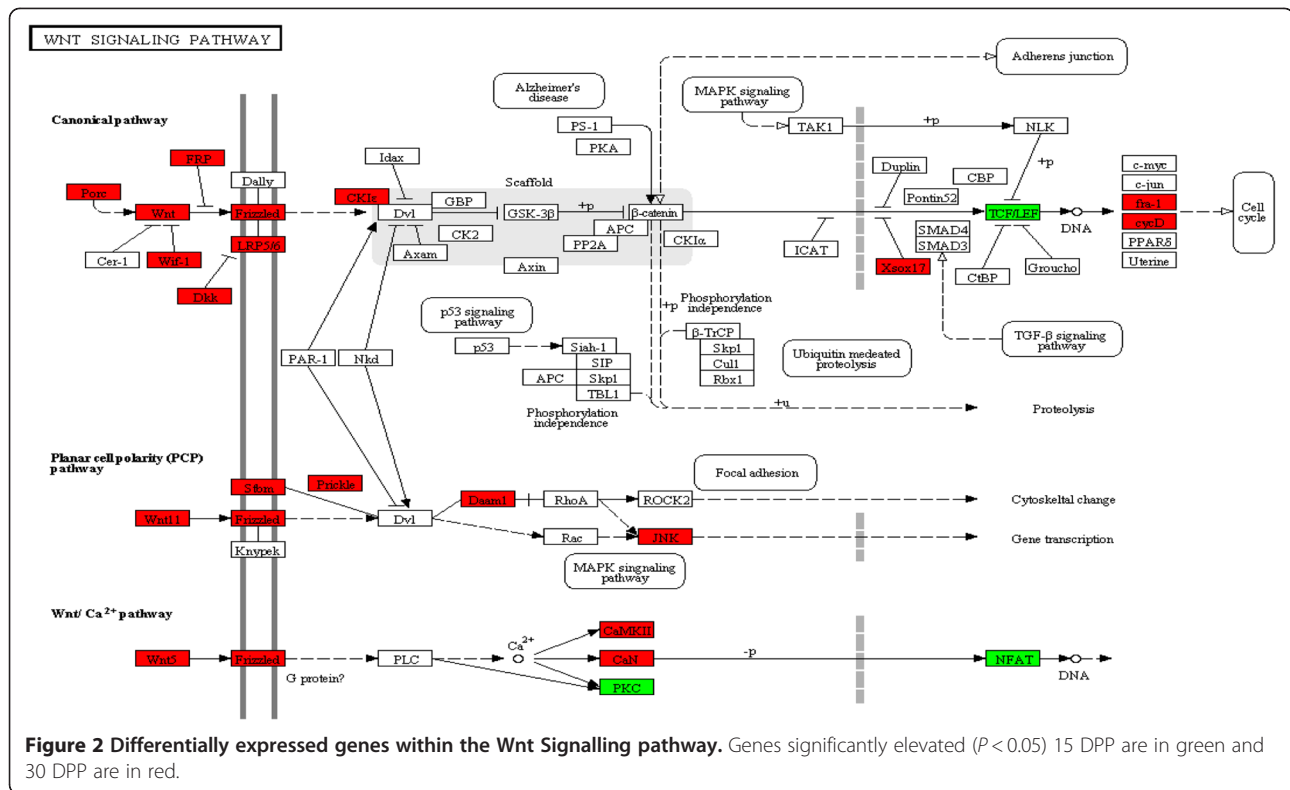 WNT SIGNALING PATHWAY
Adherens junction
Alzheimer's
disease
MAPK signaling
pathway
Canonical pathway
PS-1
PKA
TAK1
+p
NLK
FRP
Idax
Duplin
+p
c-myc
Dally
Scaffold
CBP
c-jun
Porc
CKIε
GBP
Pontin52
fra-1
Wnt
Frizzled
Dvl
GSK-3β
+p
β-catenin
TCF/LEF
DNA
cycD
Cell
cycle
LRP5/6
CK2
APC
SMAD4
PPARδ
Cer-1
Wif-1
Axam
PP2A
CKIα
ICAT
SMAD3
Uterine
Axin
Xsox17
CtBP
Groucho
Dkk
p53 signaling
pathway
+p
Phosphorylation
independence
β-TrCP
TGF-β signaling
pathway
PAR-1
Nkd
p53
Siah-1
Skp1
Ubiquitin medeated
proteolysis
SIP
Cul1
APC
Skp1
Rbx1
TBL1
Phosphorylation
independence
+u
Proteolysis
Planar cell polarity (PCP)
pathway
Focal adhesion
Stbm
Prickle
Daam1
RhoA
ROCK2
Cytoskeltal change
Wnt11
Frizzled
Dvl
Rac
JNK
Gene transcription
Knypek
MAPK singnaling
pathway
Wnt/ Ca2+ pathway
CaMKII
Ca2+
Wnt5
Frizzled
PLC
CaN
-p
NFAT
DNA
G protein?
PKC
Figure 2 Differentially expressed genes within the Wnt Signalling pathway. Genes significantly elevated (P < 0.05) 15 DPP are in green and
30 DPP are in red.